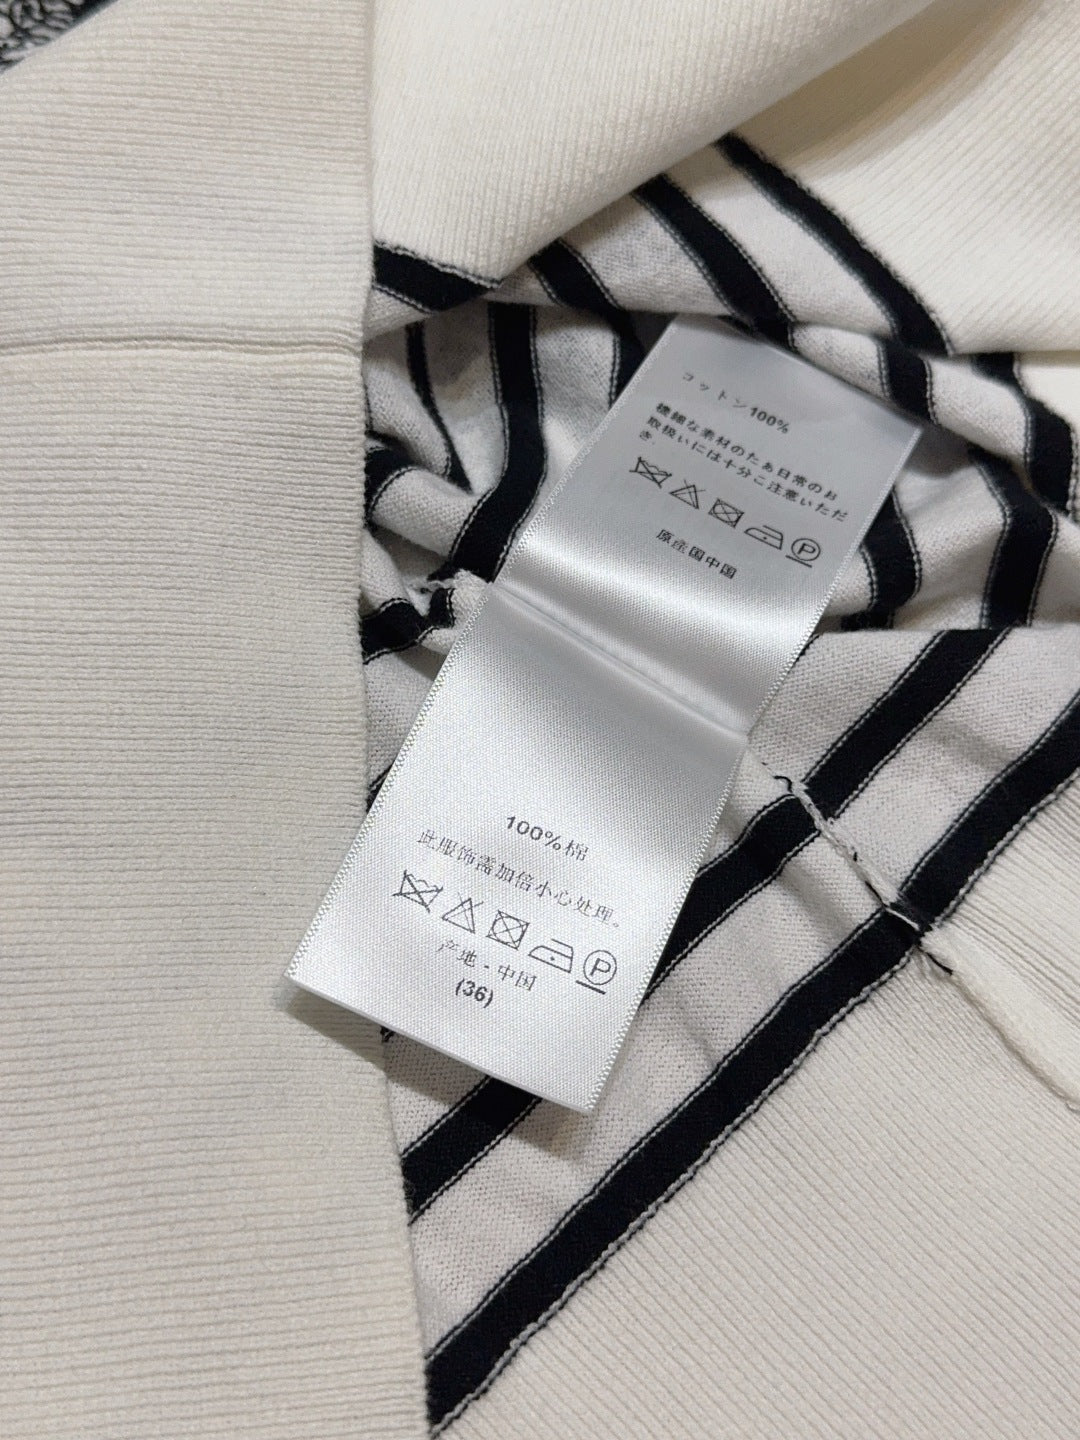 コットン100%
繊細な素材のたぁ日常のお
取扱いには十分こ注意いただ
き
P
原産国中国
100%棉
此服饰需加倍小心处理。
P
产地·中国
(36)